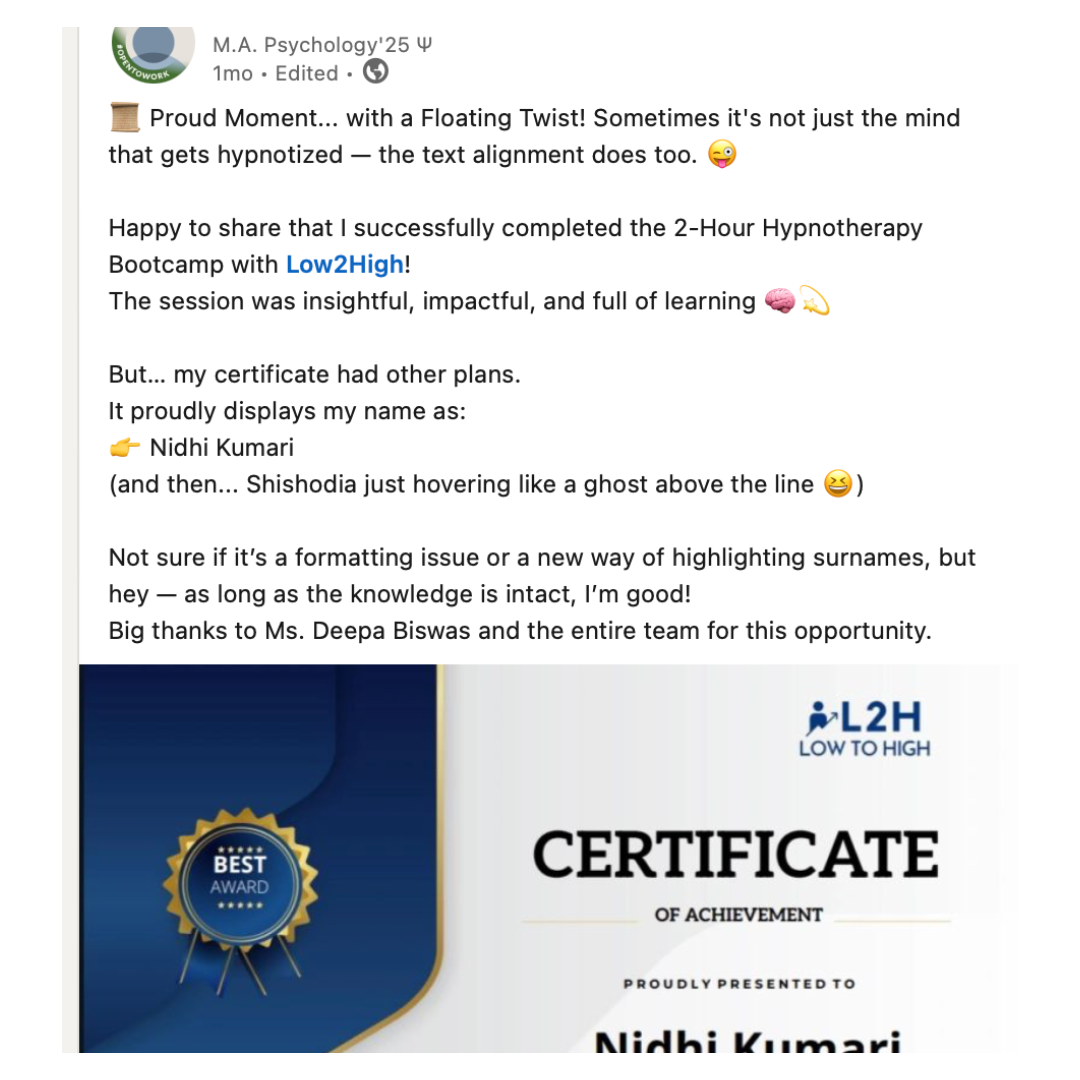 #OPENTOWORK
M.A. Psychology'25 Ψ
1mo • Edited •
📜 Proud Moment... with a Floating Twist! Sometimes it's not just the mind
that gets hypnotized — the text alignment does too. 😜
Happy to share that I successfully completed the 2-Hour Hypnotherapy
Bootcamp with Low2High!
The session was insightful, impactful, and full of learning 🧠💫
But... my certificate had other plans.
It proudly displays my name as:
👉 Nidhi Kumari
(and then... Shishodia just hovering like a ghost above the line 😆)
Not sure if it’s a formatting issue or a new way of highlighting surnames, but
hey — as long as the knowledge is intact, I’m good!
Big thanks to Ms. Deepa Biswas and the entire team for this opportunity.
L2H
LOW TO HIGH
BEST
AWARD
CERTIFICATE
OF ACHIEVEMENT
PROUDLY PRESENTED TO
Nidhi Kumari